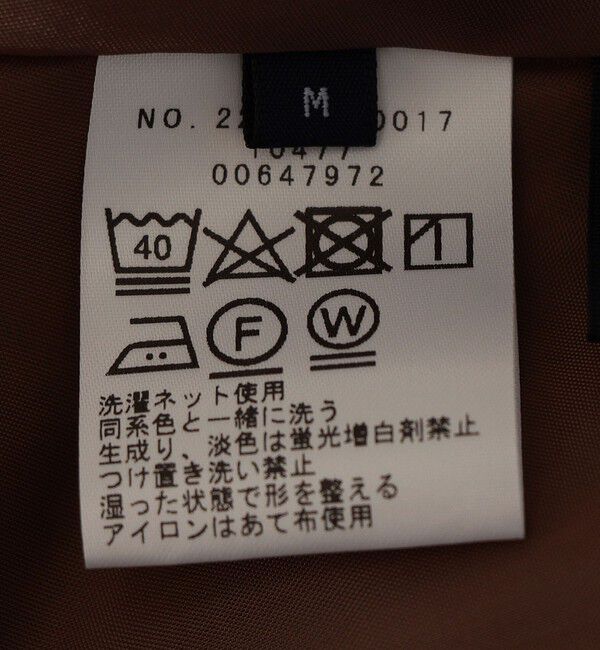 M
NO. 22 0017
10477
00647972
40
F
W
洗濯ネット使用
同系色と一緒に洗う
生成り、淡色は蛍光増白剤禁止
つけ置き洗い禁止
湿った状態で形を整える
アイロンはあて布使用